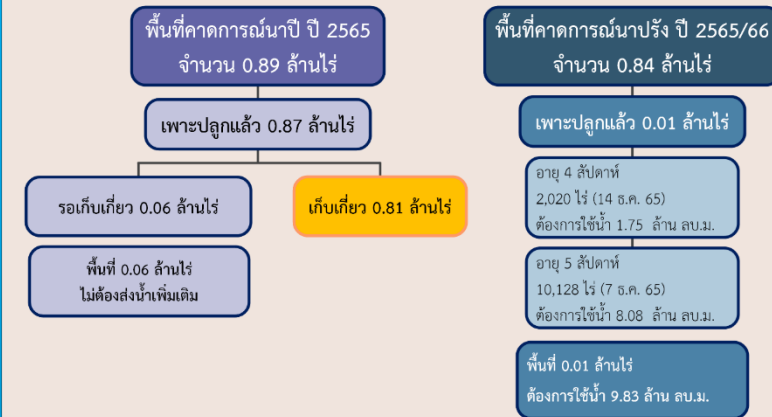 พื้นที่คาดการณ์นาปี ปี 2565
จำนวน 0.89 ล้านไร่
เพาะปลูกแล้ว 0.87 ล้านไร่
รอเก็บเกี่ยว 0.06 ล้านไร่
เก็บเกี่ยว 0.81 ล้านไร่
พื้นที่ 0.06 ล้านไร่
ไม่ต้องส่งน้ำเพิ่มเติม
พื้นที่คาดการณ์นาปรัง ปี 2565/66
จำนวน 0.84 ล้านไร่
เพาะปลูกแล้ว 0.01 ล้านไร่
อายุ 4 สัปดาห์
2,020 ไร่ (14 ธ.ค. 65)
ต้องการใช้น้ำ 1.75 ล้าน ลบ.ม.
อายุ 5 สัปดาห์
10,128 ไร่ (7 ธ.ค. 65)
ต้องการใช้น้ำ 8.08 ล้าน ลบ.ม.
พื้นที่ 0.01 ล้านไร่
ต้องการใช้น้ำ 9.83 ล้าน ลบ.ม.